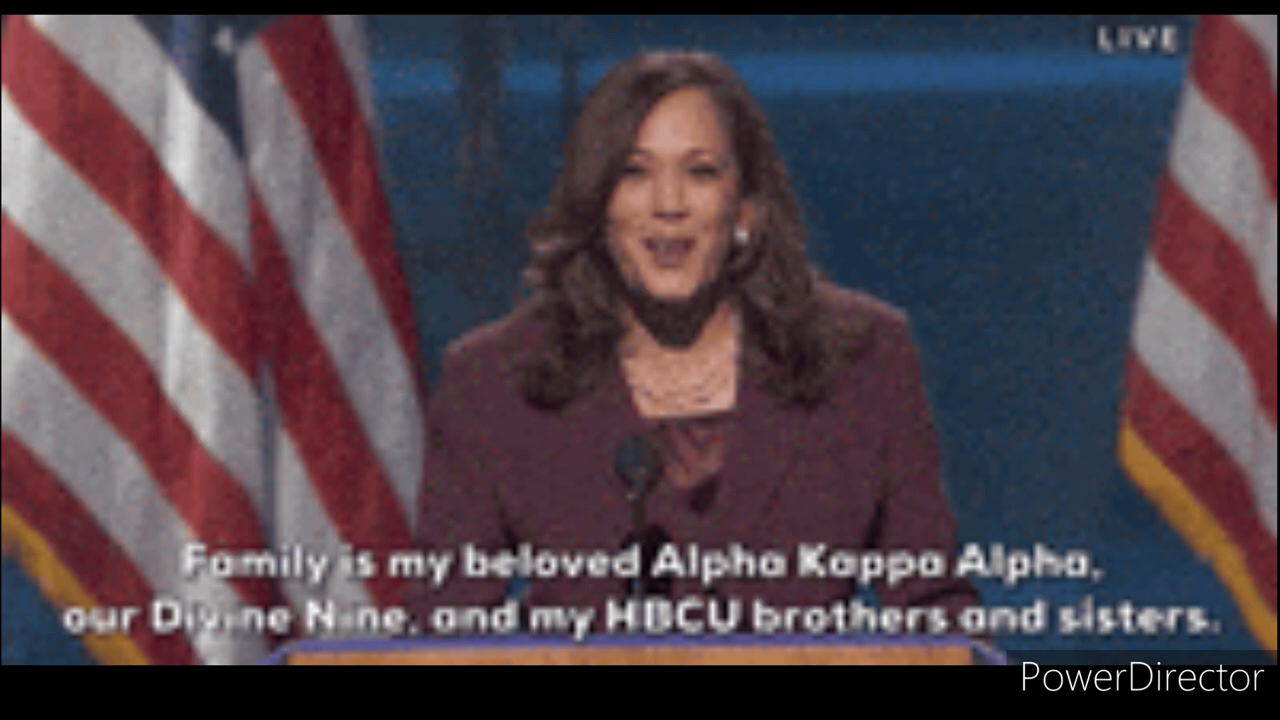 LIVE
Family is my beloved Alpha Kappa Alpha,
our Divine Nine, and my HBCU brothers and sisters.
PowerDirector